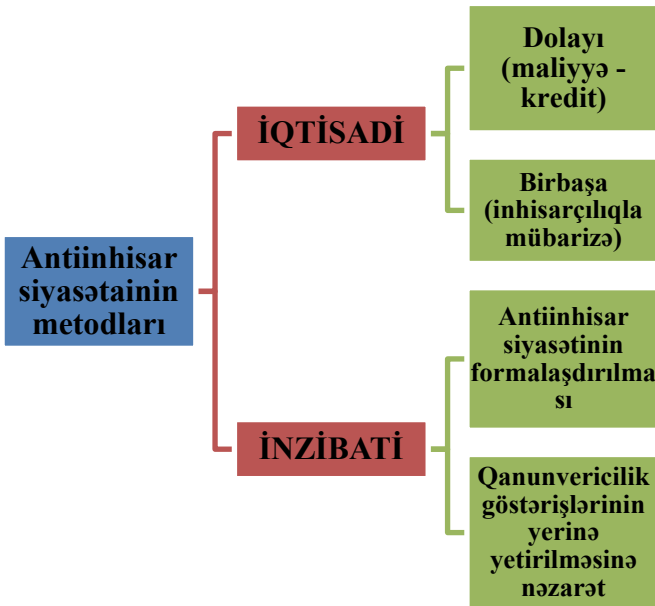 Antiinhisar
siyasətainin
metodları
İQTİSADİ
Dolayı
(maliyyə -
kredit)
Birbaşa
(inhisarçılıqla
mübarizə)
İNZİBATİ
Antiinhisar
siyasətinin
formalaşdırılma
sı
Qanunvericilik
göstərişlərinin
yerinə
yetirilməsinə
nəzarət